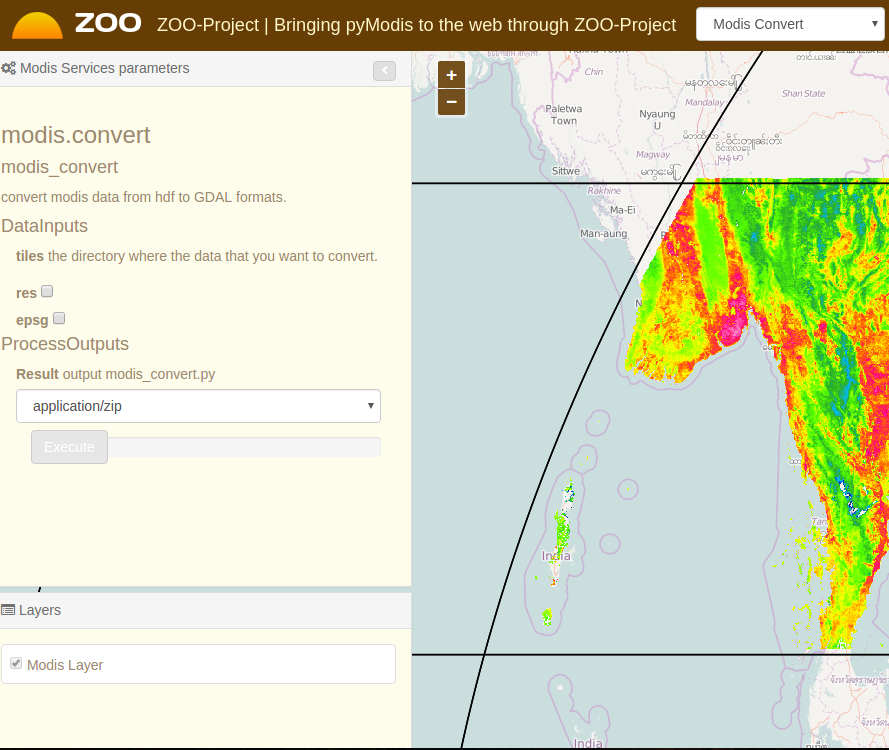 ZOO ZOO-Project | Bringing pyModis to the web through ZOO-Project Modis Convert
Modis Services parameters
modis.convert
modis_convert
convert modis data from hdf to GDAL formats.
DataInputs
tiles the directory where the data that you want to convert.
res
epsg
ProcessOutputs
Result output modis_convert.py
application/zip
Execute
Layers
Modis Layer
+
−
Chin
Shan State
Mandalay
Paletwa
Town
Nyaung
U
Magway
Sittwe
Rakhine
Ma-Ei
Man-aung
India
India